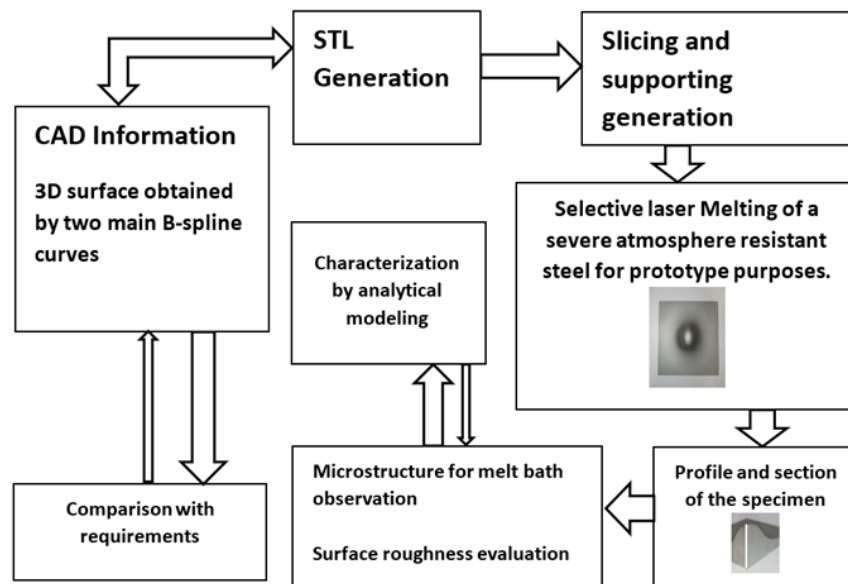 STL
Generation
Slicing and
supporting
generation
CAD Information
3D surface obtained
by two main B-spline
curves
Selective laser Melting of a
severe atmosphere resistant
steel for prototype purposes.
Characterization
by analytical
modeling
Comparison with
requirements
Microstructure for melt bath
observation
Surface roughness evaluation
Profile and section
of the specimen